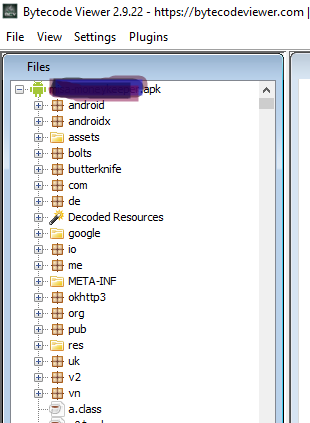 Bytecode Viewer 2.9.22 - https://bytecodeviewer.com |
File View Settings Plugins
Files
.apk
android
androidx
assets
bolts
butterknife
com
de
Decoded Resources
google
io
me
META-INF
okhttp3
org
pub
res
uk
v2
vn
a.class